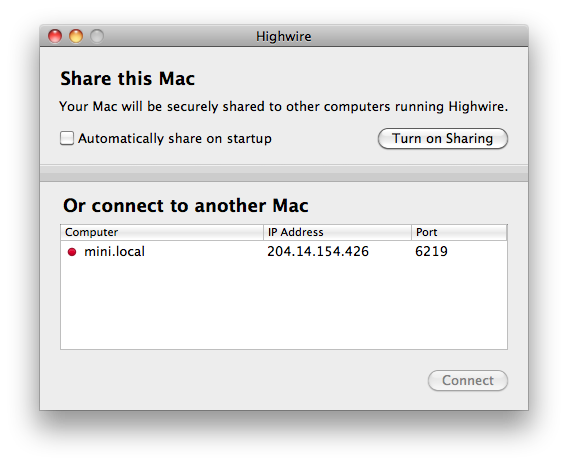 Highwire
Share this Mac
Your Mac will be securely shared to other computers running Highwire.
Automatically share on startup
Turn on Sharing
Or connect to another Mac
Computer IP Address Port
mini.local 204.14.154.426 6219
Connect